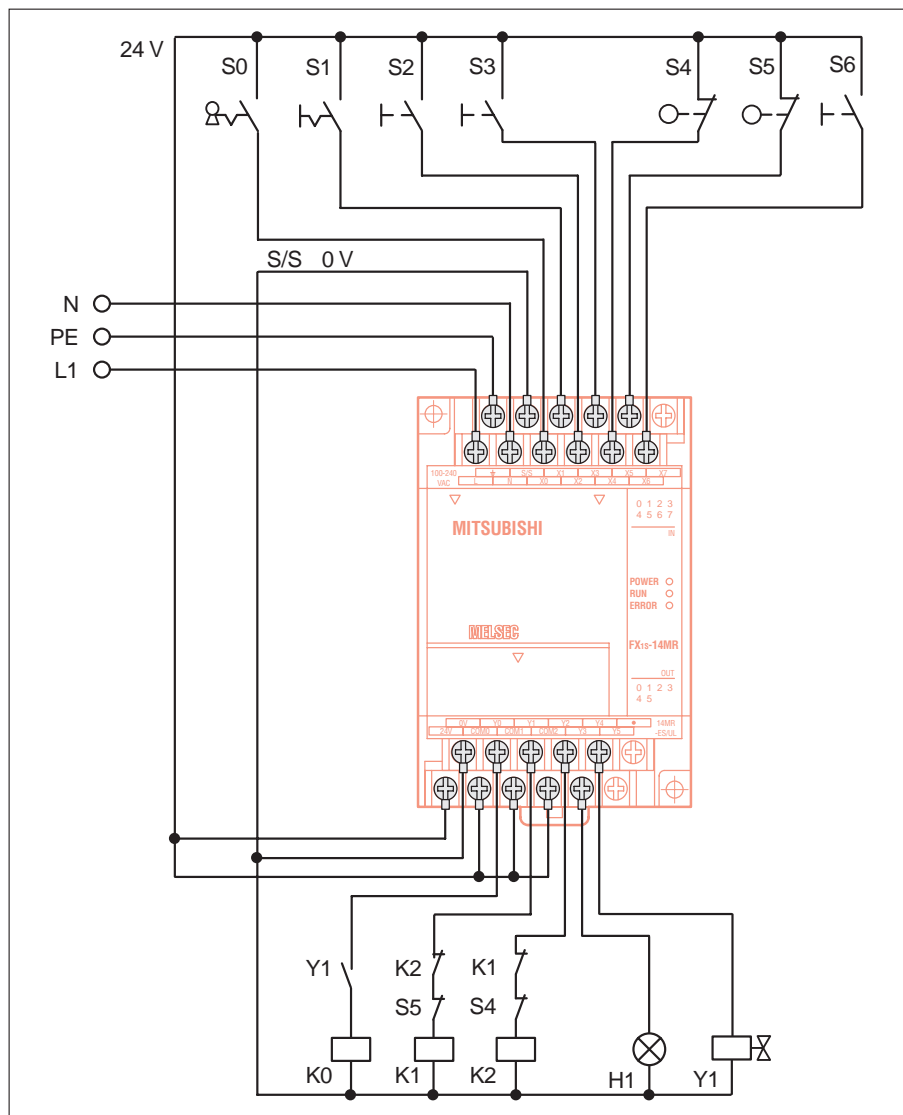 24 V
S0 S1 S2 S3 S4 S5 S6
S/S 0 V
N
PE
L1
100-240
VAC
S/S X1 X3 X5 X7
L N X0 X2 X4 X6
0 1 2 3
4 5 6 7
IN
MITSUBISHI
POWER
RUN
ERROR
MELSEC
FX1S-14MR
OUT
0 1 2 3
4 5
0V Y0 Y1 Y2 Y4
24V COM0 COM1 COM2 Y3 Y5
14MR
-ES/UL
Y1 K2 K1
S5 S4
K0 K1 K2 H1 Y1